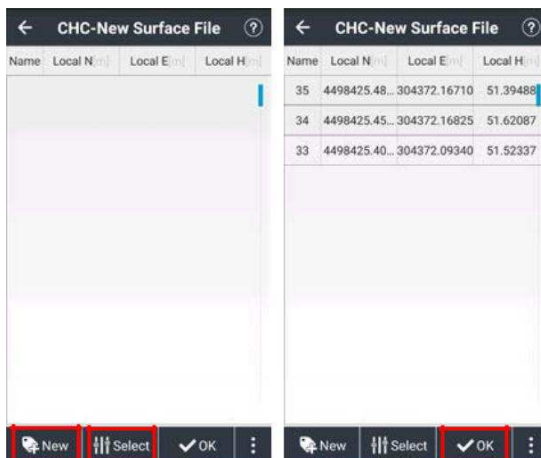 CHC-New Surface File ?
Name Local N[m] Local E[m] Local H[m]
New Select OK
CHC-New Surface File ?
Name Local N[m] Local E[m] Local H[m]
35 4498425.48... 304372.16710 51.39488
34 4498425.45... 304372.16825 51.62087
33 4498425.40... 304372.09340 51.52337
New Select OK